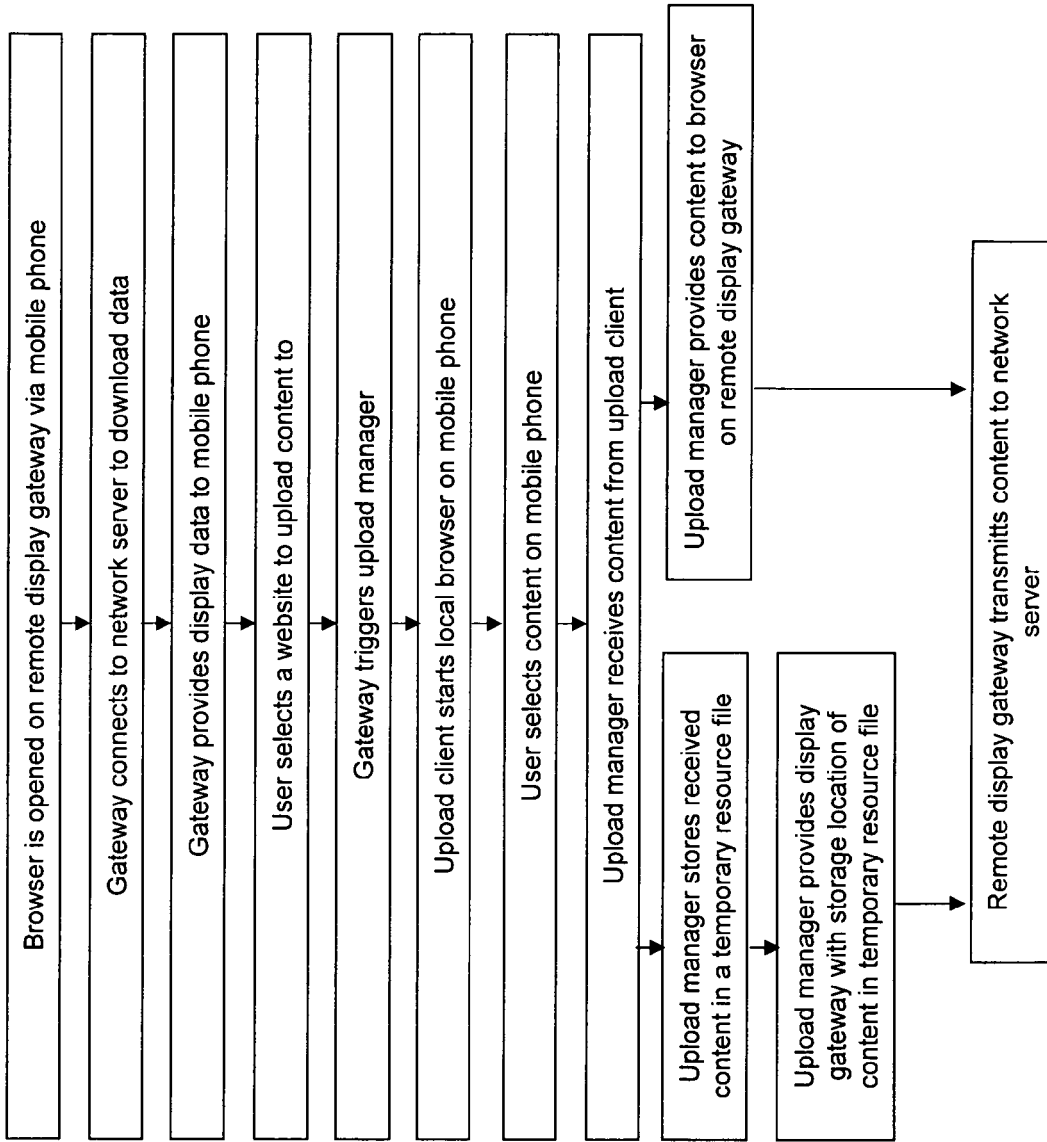 Browser is opened on remote display gateway via mobile phone
Gateway connects to network server to download data
Gateway provides display data to mobile phone
User selects a website to upload content to
Gateway triggers upload manager
Upload client starts local browser on mobile phone
User selects content on mobile phone
Upload manager receives content from upload client
Upload manager stores received
content in a temporary resource file
Upload manager provides display
gateway with storage location of
content in temporary resource file
Upload manager provides content to browser
on remote display gateway
Remote display gateway transmitts content to network
server